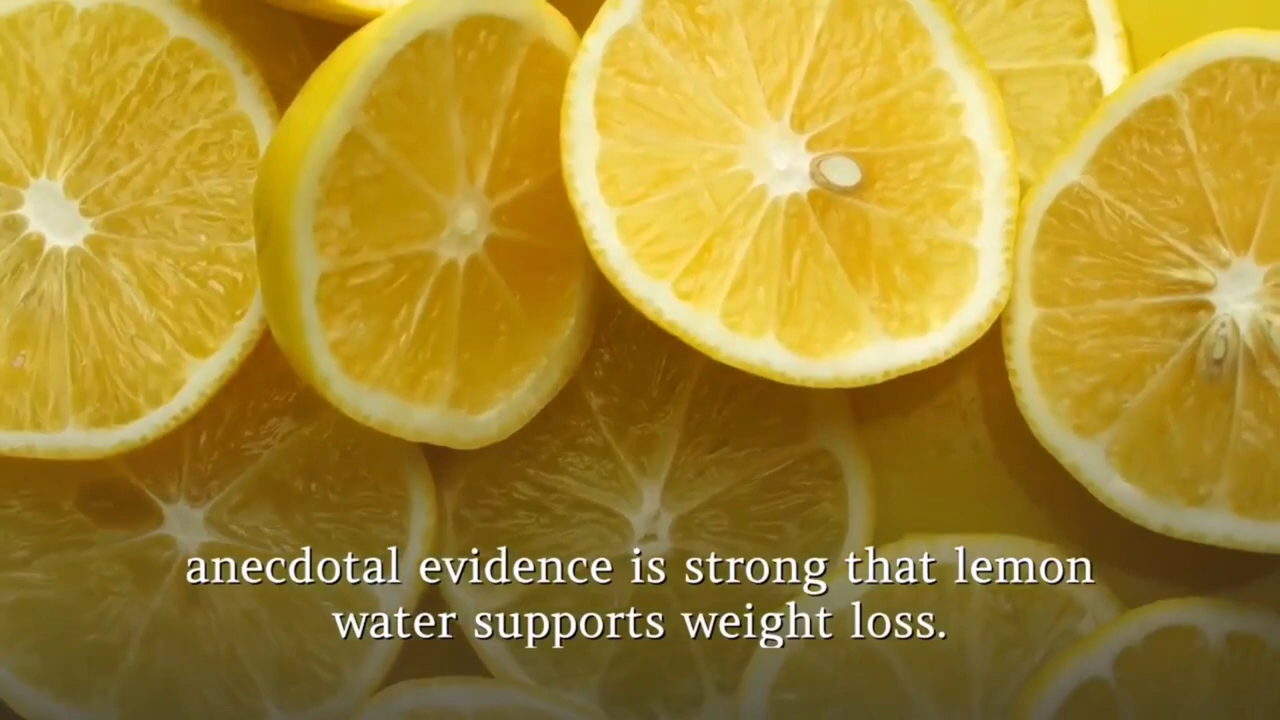 anecdotal evidence is strong that lemon
water supports weight loss.